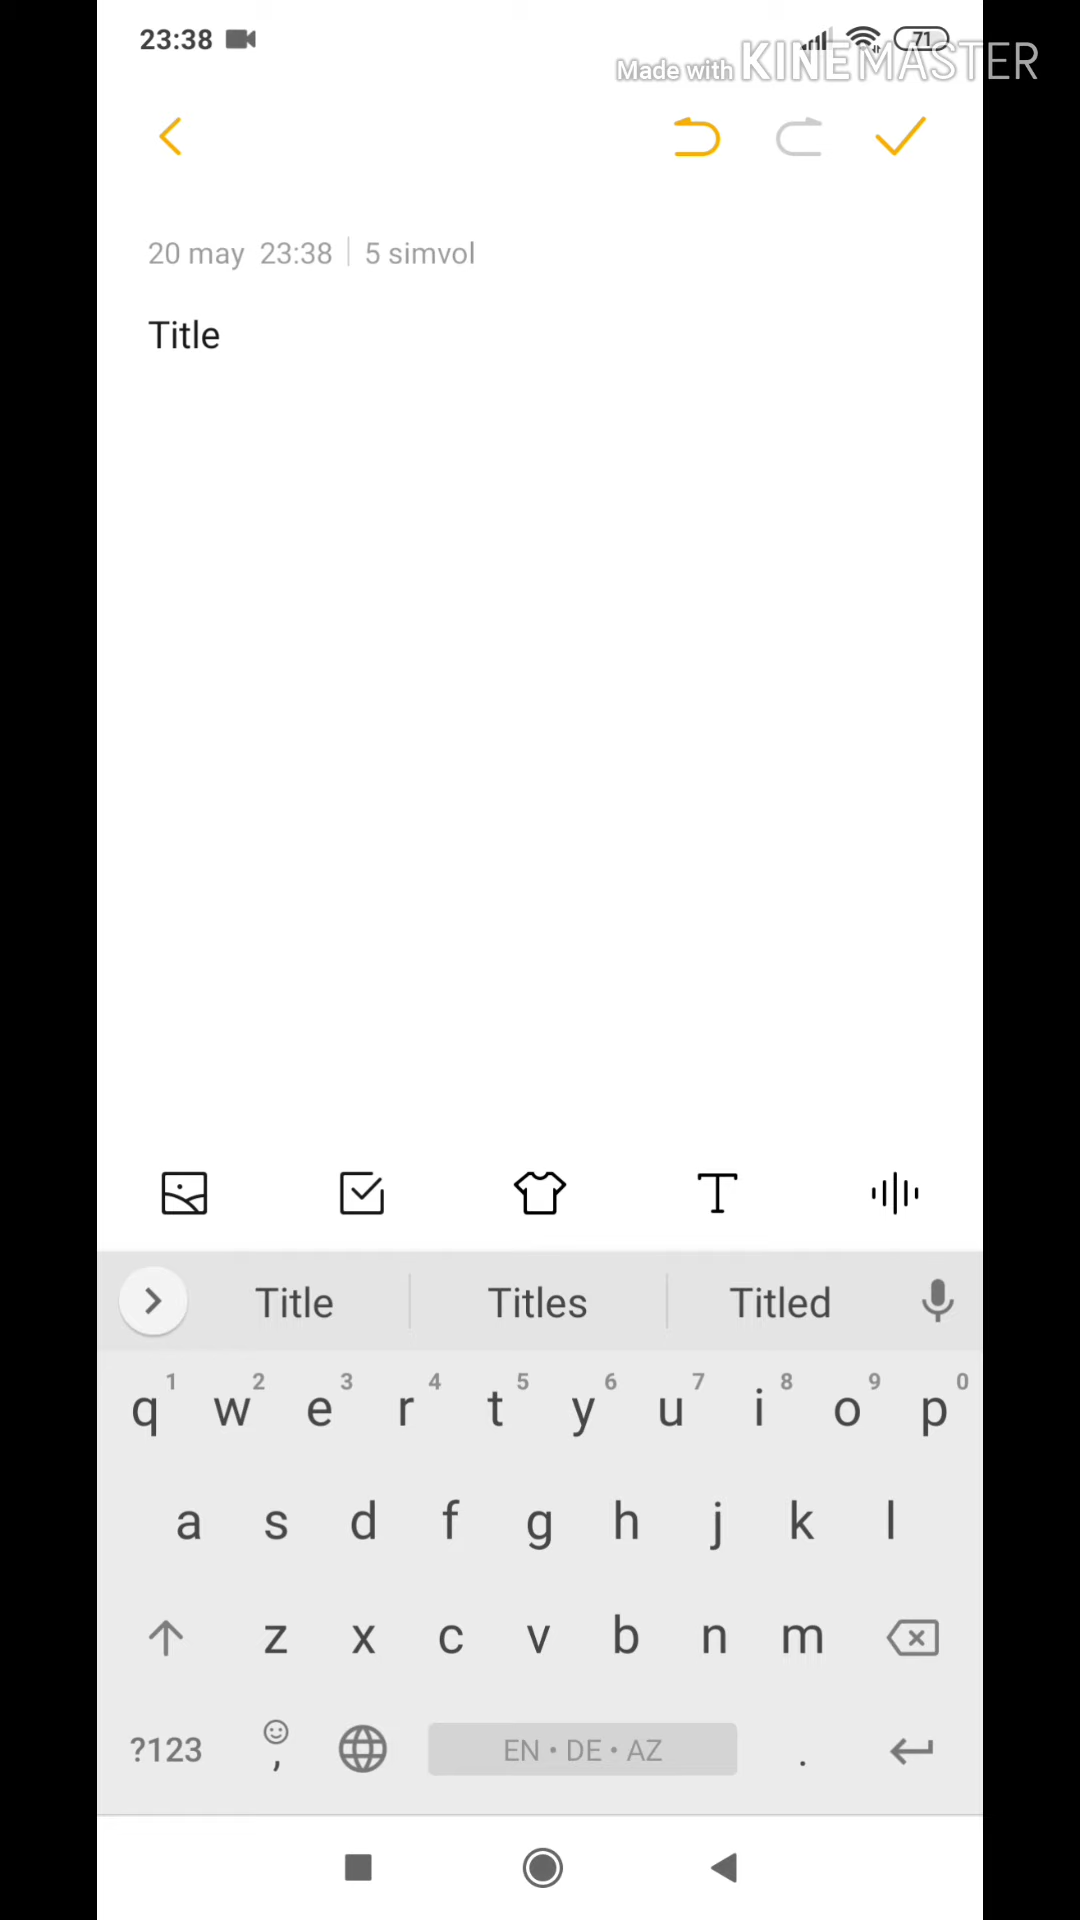 23:38 71
Made with KINEMASTER
20 may 23:38 5 simvol
Title
Title Titles Titled
q 1 w 2 e 3 r 4 t 5 y 6 u 7 i 8 o 9 p 0
a s d f g h j k l
z x c v b n m
?123 , EN • DE • AZ .